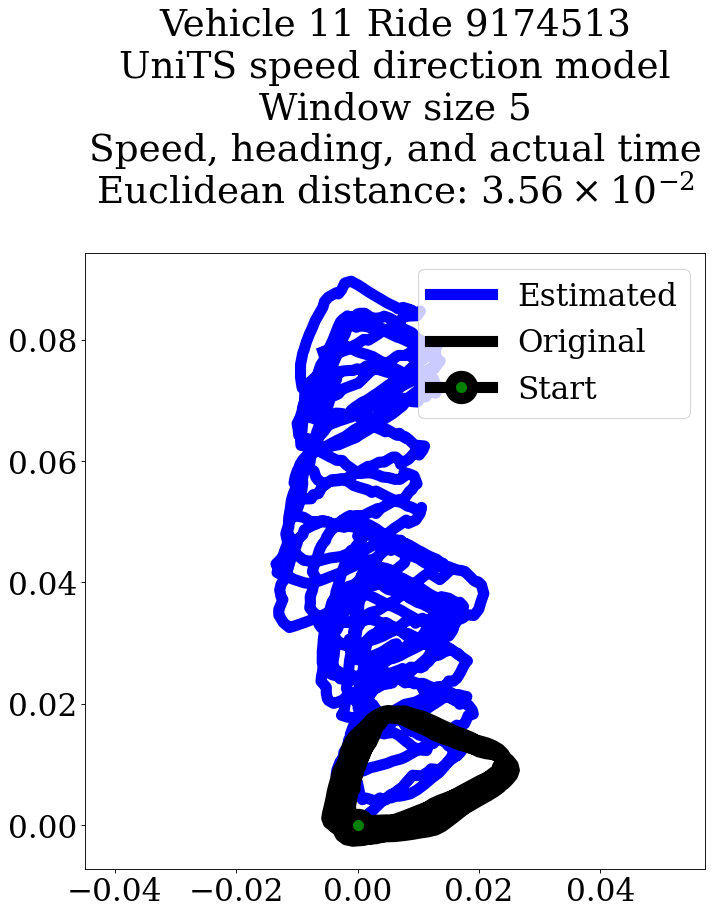 Vehicle 11 Ride 9174513
UniTS speed direction model
Window size 5
Speed, heading, and actual time
Euclidean distance: 3.56 × 10⁻²
Estimated
Original
Start
0.08
0.06
0.04
0.02
0.00
−0.04 −0.02 0.00 0.02 0.04